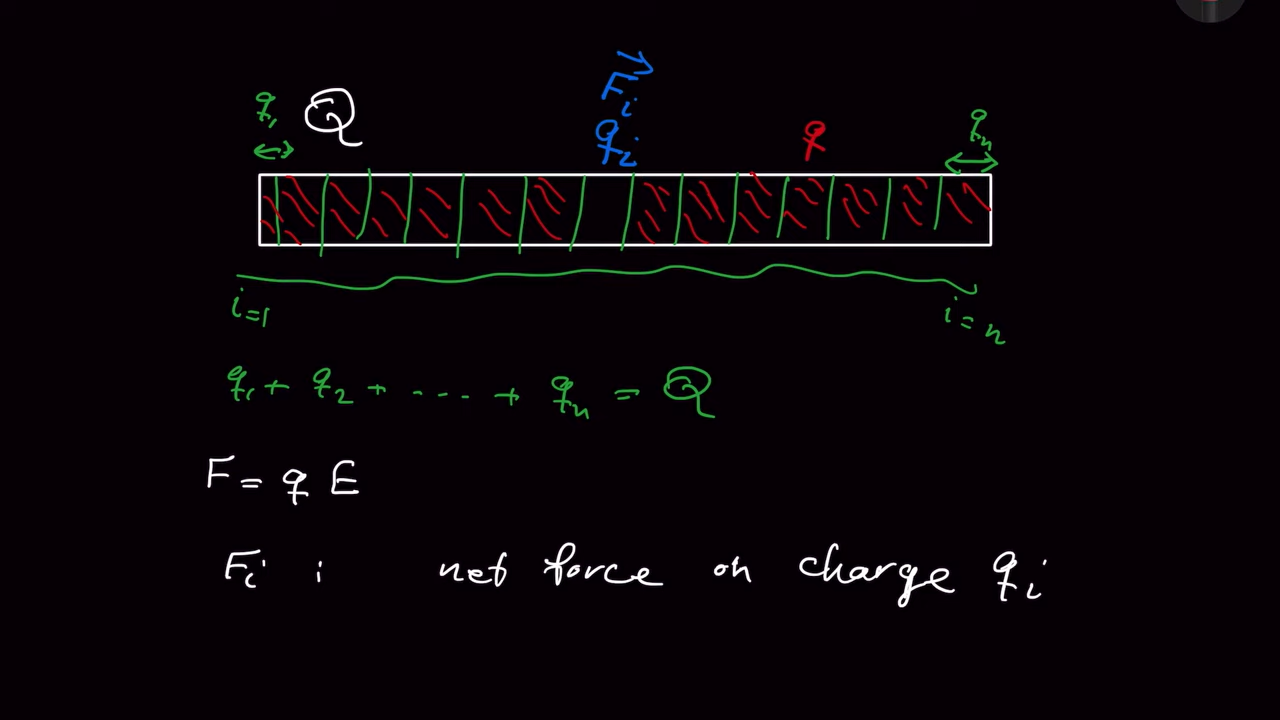 F⃗ᵢ
q₁ Q qᵢ q qₙ
i=1 i=n
q₁ + q₂ + .... + qₙ = Q
F = q E
Fᵢ : net force on charge qᵢ